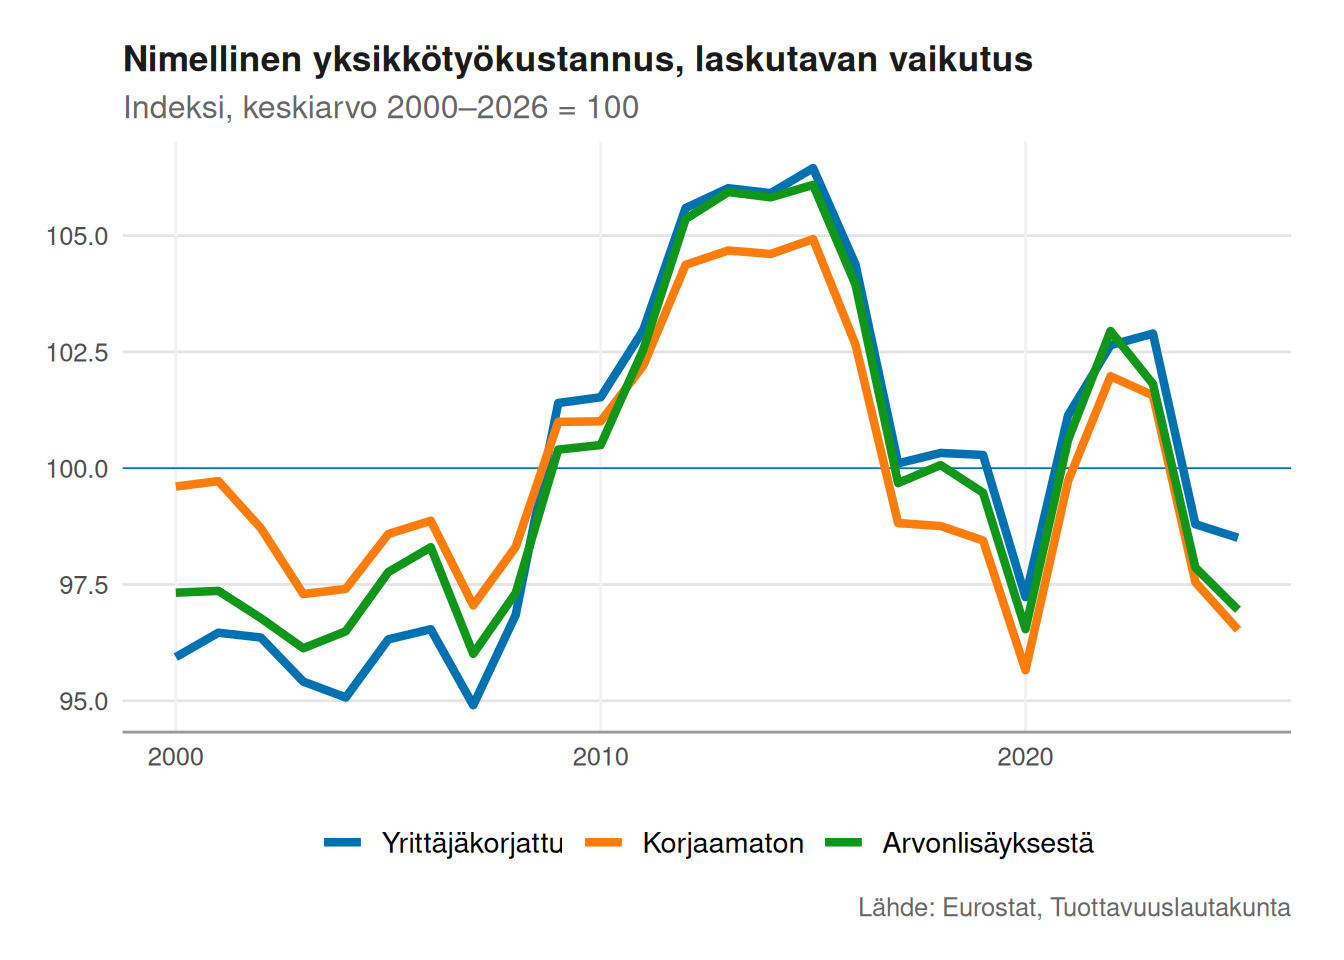 Nimellinen yksikkötyökustannus, laskutavan vaikutus
Indeksi, keskiarvo 2000–2026 = 100
105.0
102.5
100.0
97.5
95.0
2000 2010 2020
Yrittäjäkorjattu Korjaamaton Arvonlisäyksestä
Lähde: Eurostat, Tuottavuuslautakunta